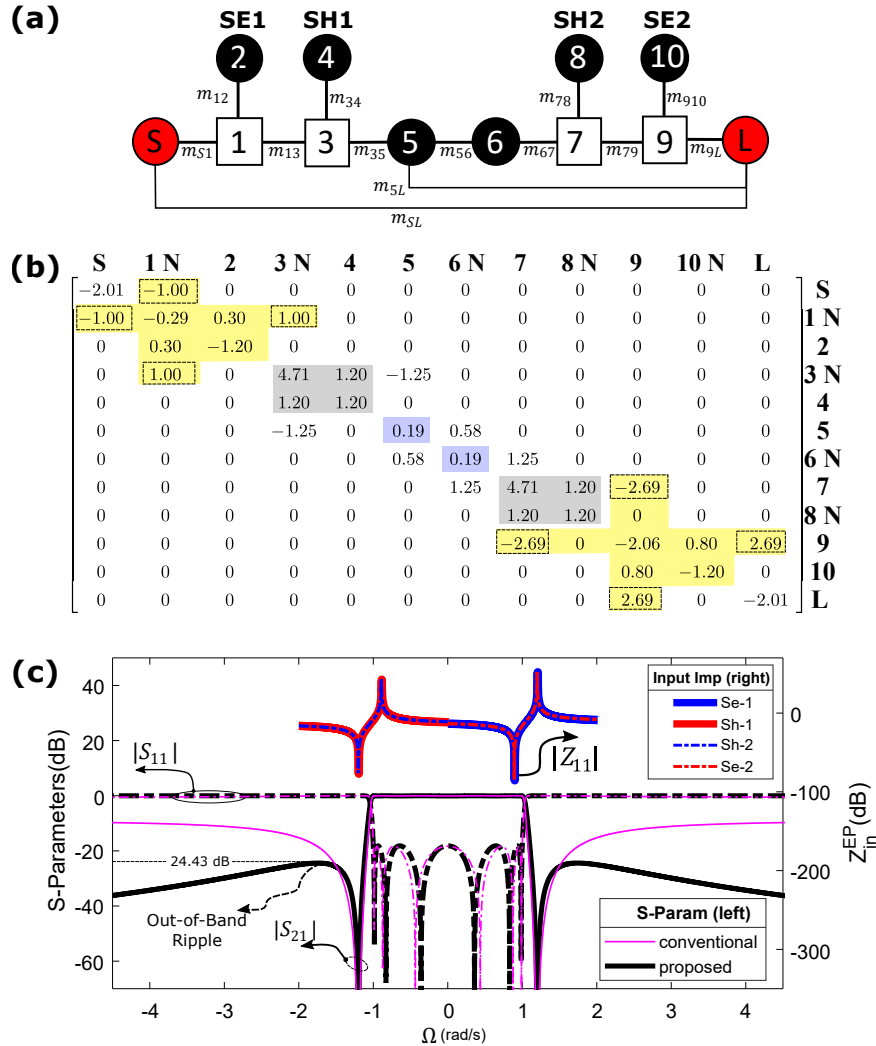 (a)
SE1 SH1 SH2 SE2
2 4 8 10
m12 m34 m78 m910
S 1 3 5 6 7 9 L
mS1 m13 m35 m56 m67 m79 m9L
m5L
mSL
(b)
S 1 N 2 3 N 4 5 6 N 7 8 N 9 10 N L
−2.01 −1.00 0 0 0 0 0 0 0 0 0 0 S
−1.00 −0.29 0.30 1.00 0 0 0 0 0 0 0 0 1 N
0 0.30 −1.20 0 0 0 0 0 0 0 0 0 2
0 1.00 0 4.71 1.20 −1.25 0 0 0 0 0 0 3 N
0 0 0 1.20 1.20 0 0 0 0 0 0 0 4
0 0 0 −1.25 0 0.19 0.58 0 0 0 0 0 5
0 0 0 0 0 0.58 0.19 1.25 0 0 0 0 6 N
0 0 0 0 0 0 1.25 4.71 1.20 −2.69 0 0 7
0 0 0 0 0 0 0 1.20 1.20 0 0 0 8 N
0 0 0 0 0 0 0 −2.69 0 −2.06 0.80 2.69 9
0 0 0 0 0 0 0 0 0 0.80 −1.20 0 10
0 0 0 0 0 0 0 0 0 2.69 0 −2.01 L
(c)
S-Parameters(dB)
40
20
0
-20
-40
-60
|S11|
24.43 dB
Out-of-Band
Ripple
|S21|
|Z11|
Input Imp (right)
Se-1
Sh-1
Sh-2
Se-2
S-Param (left)
conventional
proposed
0
-100
-200
-300
ZinEP(dB)
-4 -3 -2 -1 0 1 2 3 4
Ω (rad/s)